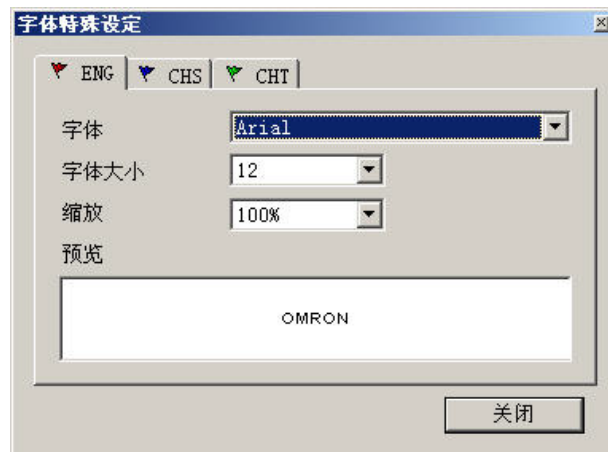 字体特殊设定
ENG CHS CHT
字体 Arial
字体大小 12
缩放 100%
预览
OMRON
关闭